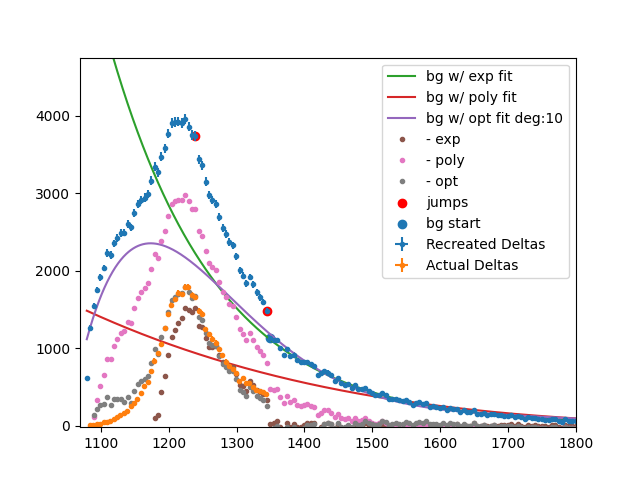 bg w/ exp fit
bg w/ poly fit
bg w/ opt fit deg:10
- exp
- poly
- opt
jumps
bg start
Recreated Deltas
Actual Deltas
4000
3000
2000
1000
0
1100 1200 1300 1400 1500 1600 1700 1800